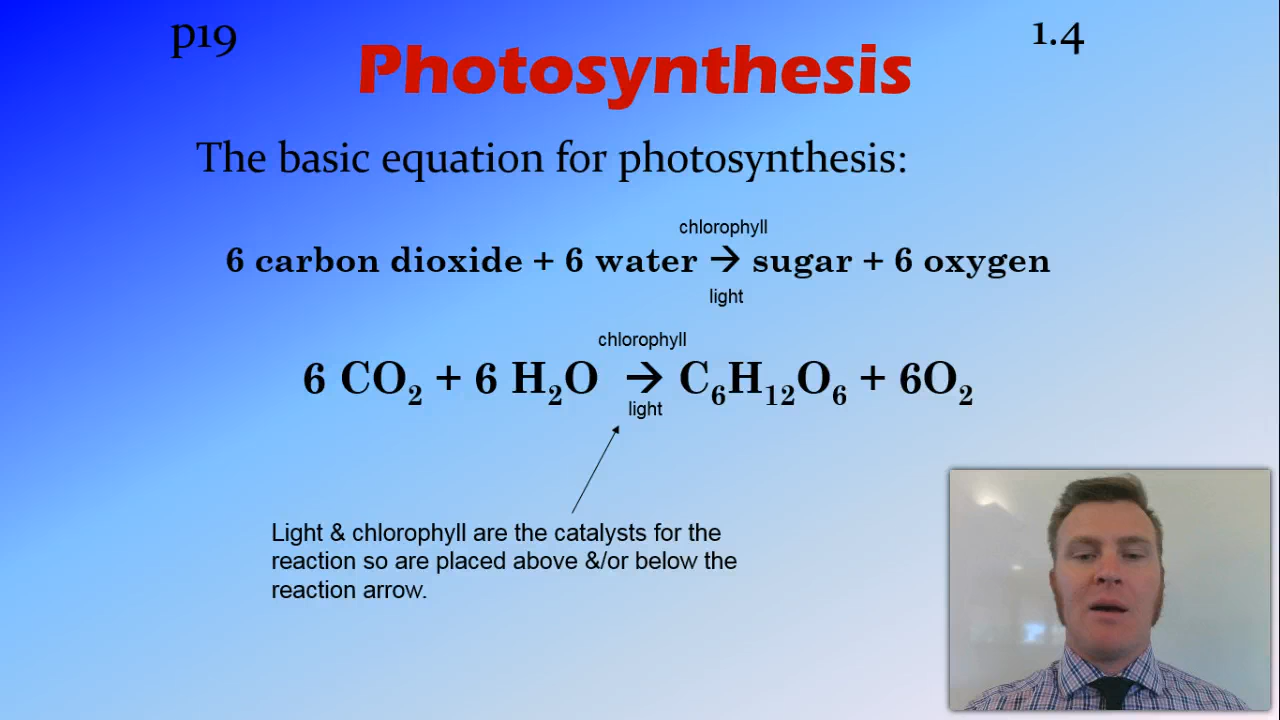 p19
1.4
Photosynthesis
The basic equation for photosynthesis:
chlorophyll
6 carbon dioxide + 6 water → sugar + 6 oxygen
light
chlorophyll
6 CO₂ + 6 H₂O → C₆H₁₂O₆ + 6O₂
light
Light & chlorophyll are the catalysts for the
reaction so are placed above &/or below the
reaction arrow.